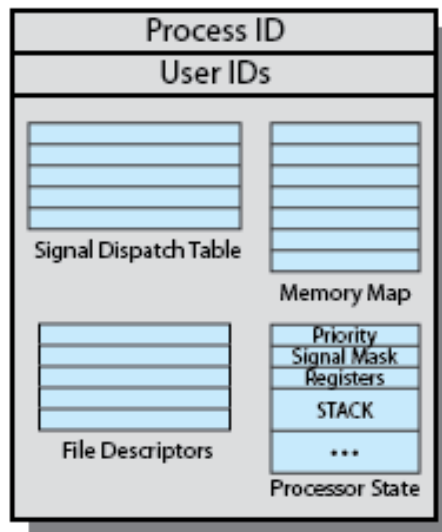 Process ID
User IDs
Signal Dispatch Table
Memory Map
File Descriptors
Priority
Signal Mask
Registers
STACK
•••
Processor State